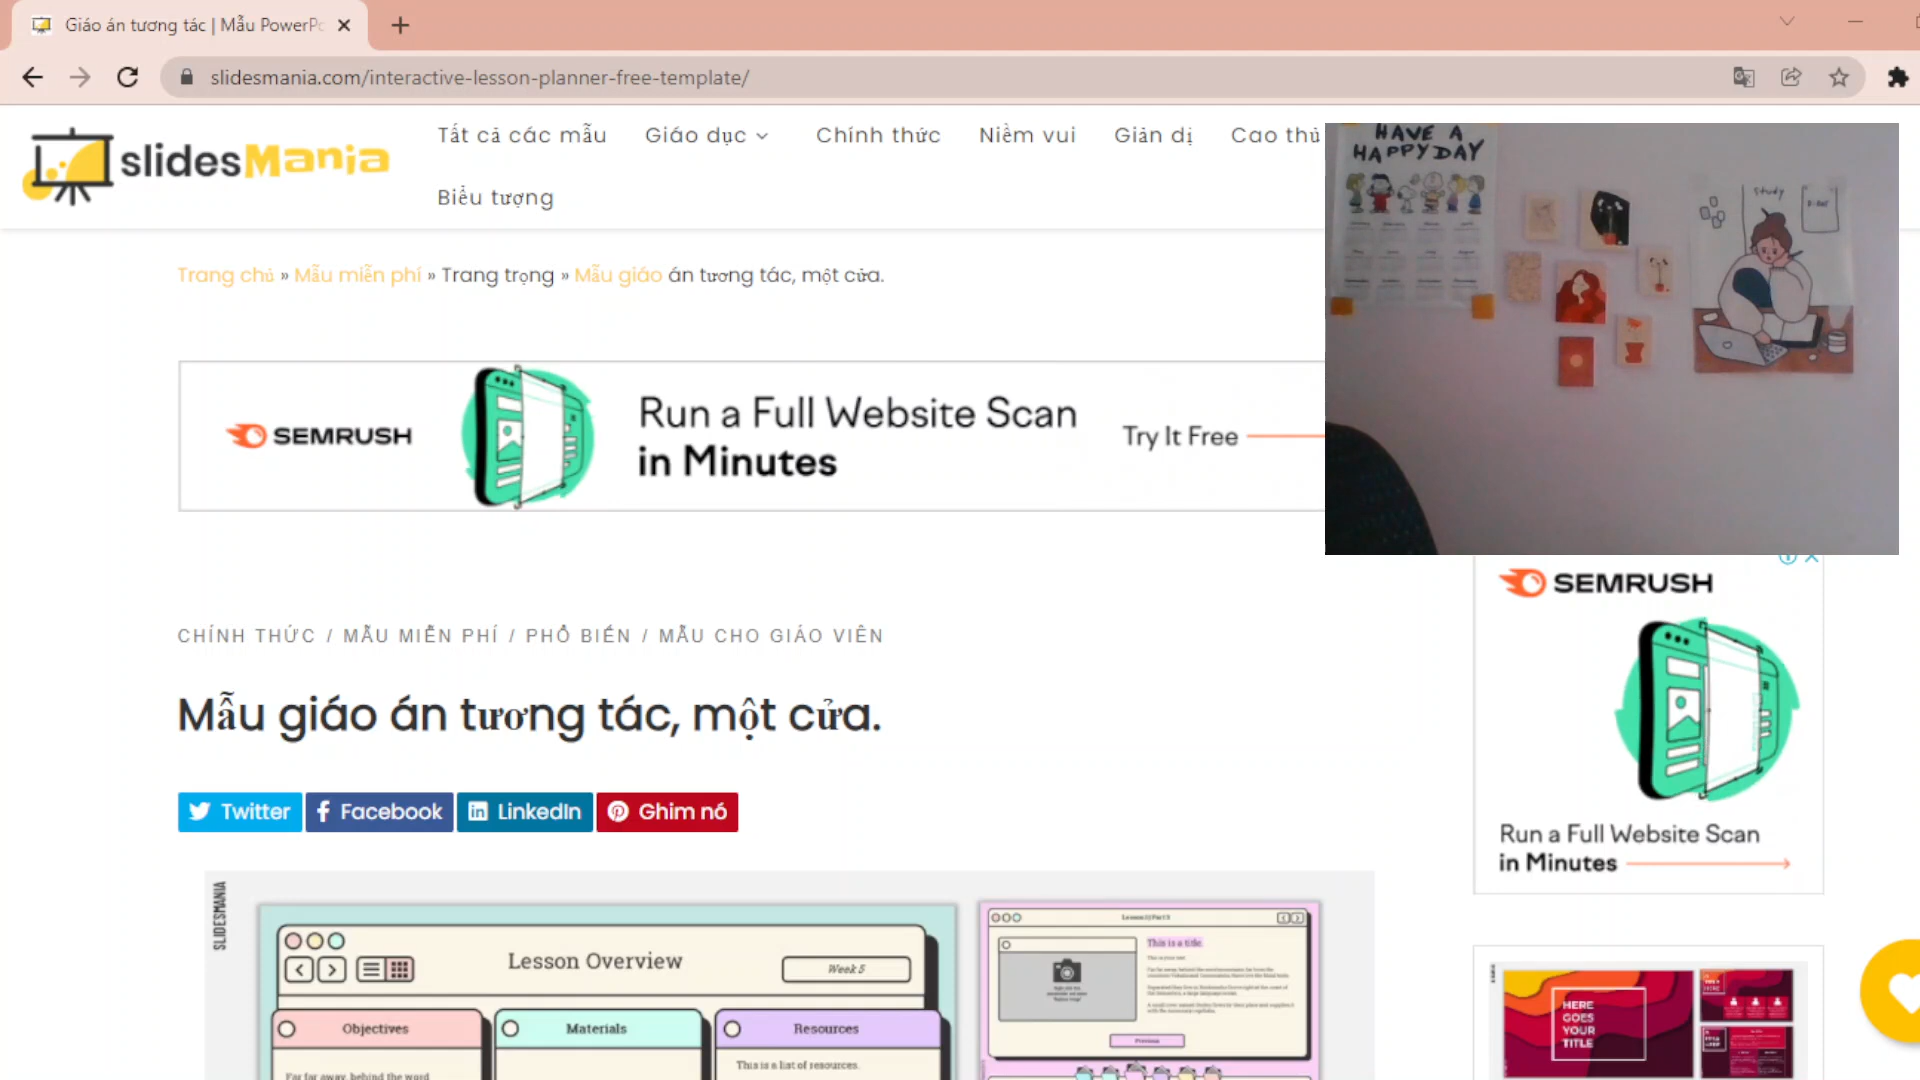 Giáo án tương tác | Mẫu PowerPo
slidesmania.com/interactive-lesson-planner-free-template/
slidesMania
Tất cả các mẫu Giáo dục Chính thức Niềm vui Giản dị Cao thủ
Biểu tượng
HAVE A
HAPPY DAY
Study
Trang chủ » Mẫu miễn phí » Trang trọng » Mẫu giáo án tương tác, một cửa.
SEMRUSH
Run a Full Website Scan
in Minutes
Try It Free
CHÍNH THỨC / MẪU MIỄN PHÍ / PHỔ BIẾN / MẪU CHO GIÁO VIÊN
Mẫu giáo án tương tác, một cửa.
Twitter Facebook LinkedIn Ghim nó
SEMRUSH
Run a Full Website Scan
in Minutes
SLIDESMANIA
Lesson Overview
Week 5
Objectives
Materials
Resources
Far far away, behind the word
This is a list of resources.
This is a title.
Previous
HERE
GOES
YOUR
TITLE